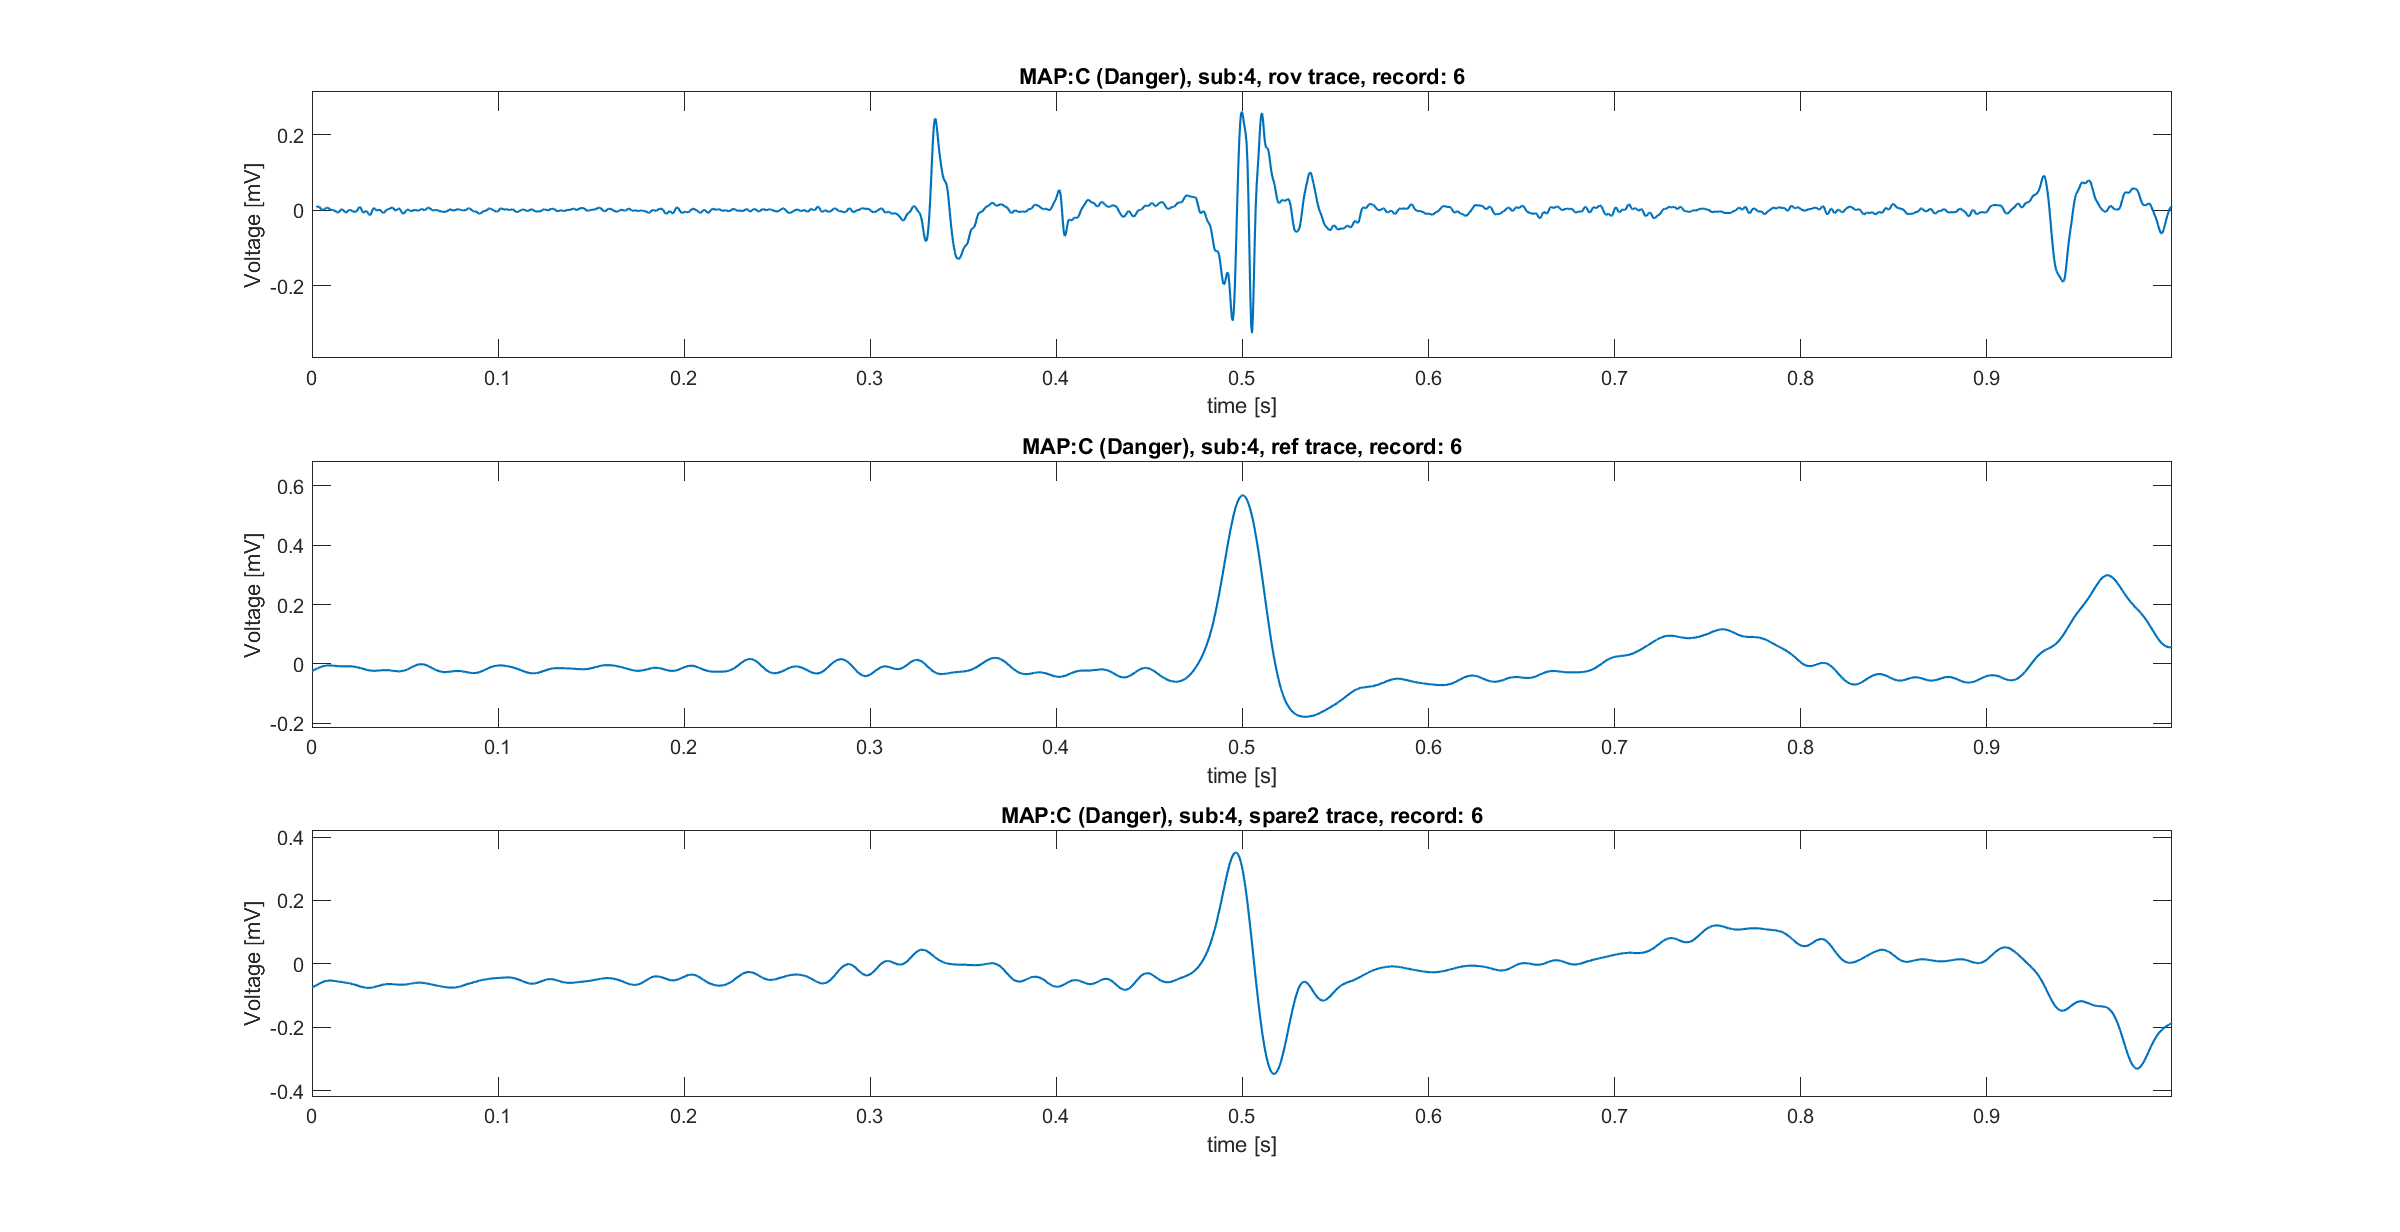 MAP:C (Danger), sub:4, rov trace, record: 6
Voltage [mV]
0.2
0
-0.2
0 0.1 0.2 0.3 0.4 0.5 0.6 0.7 0.8 0.9
time [s]
MAP:C (Danger), sub:4, ref trace, record: 6
Voltage [mV]
0.6
0.4
0.2
0
-0.2
0 0.1 0.2 0.3 0.4 0.5 0.6 0.7 0.8 0.9
time [s]
MAP:C (Danger), sub:4, spare2 trace, record: 6
Voltage [mV]
0.4
0.2
0
-0.2
-0.4
0 0.1 0.2 0.3 0.4 0.5 0.6 0.7 0.8 0.9
time [s]